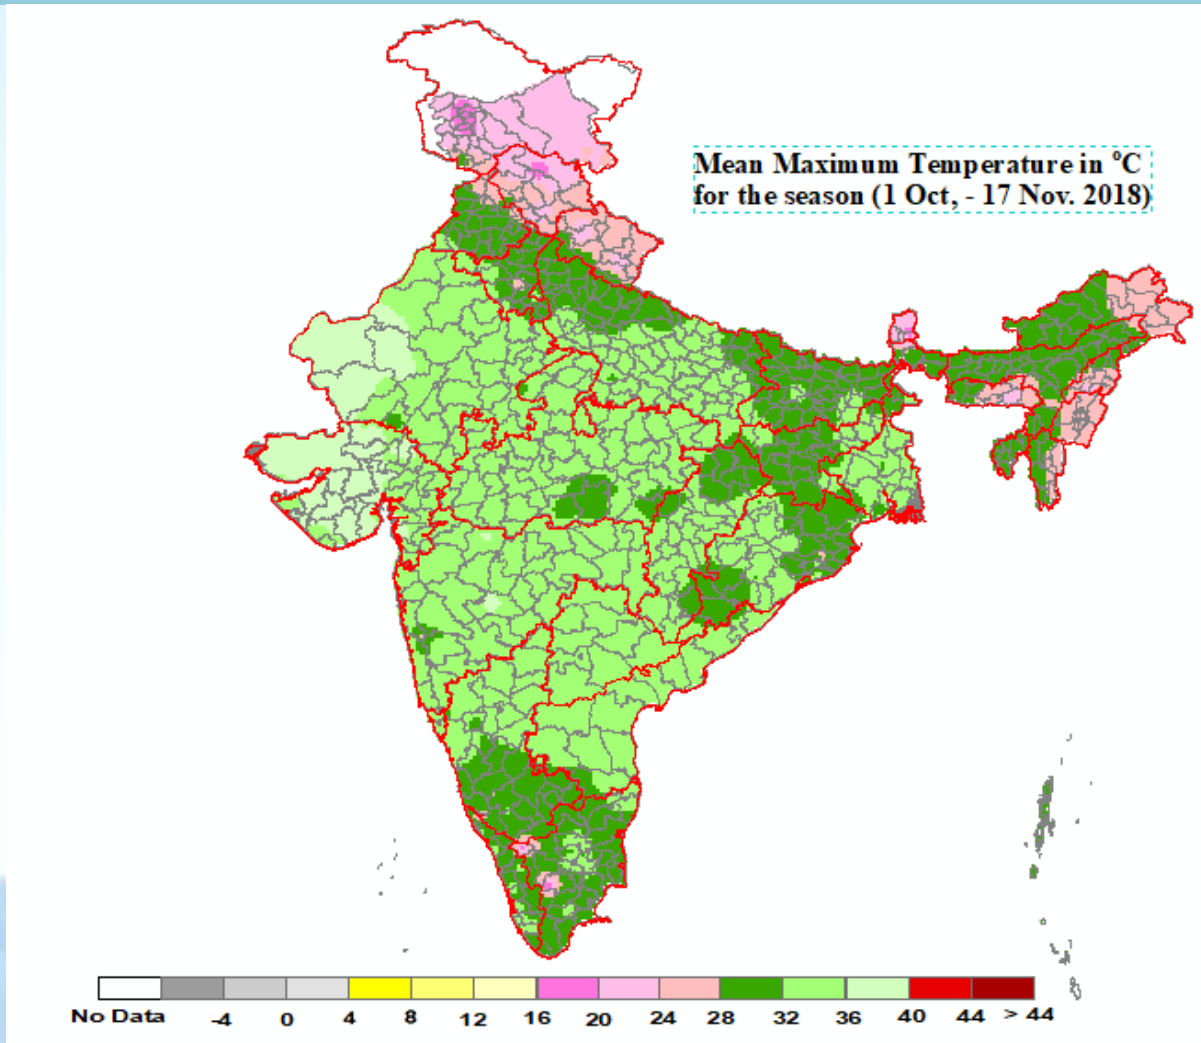 Mean Maximum Temperature in °C
for the season (1 Oct, - 17 Nov. 2018)
No Data -4 0 4 8 12 16 20 24 28 32 36 40 44 > 44